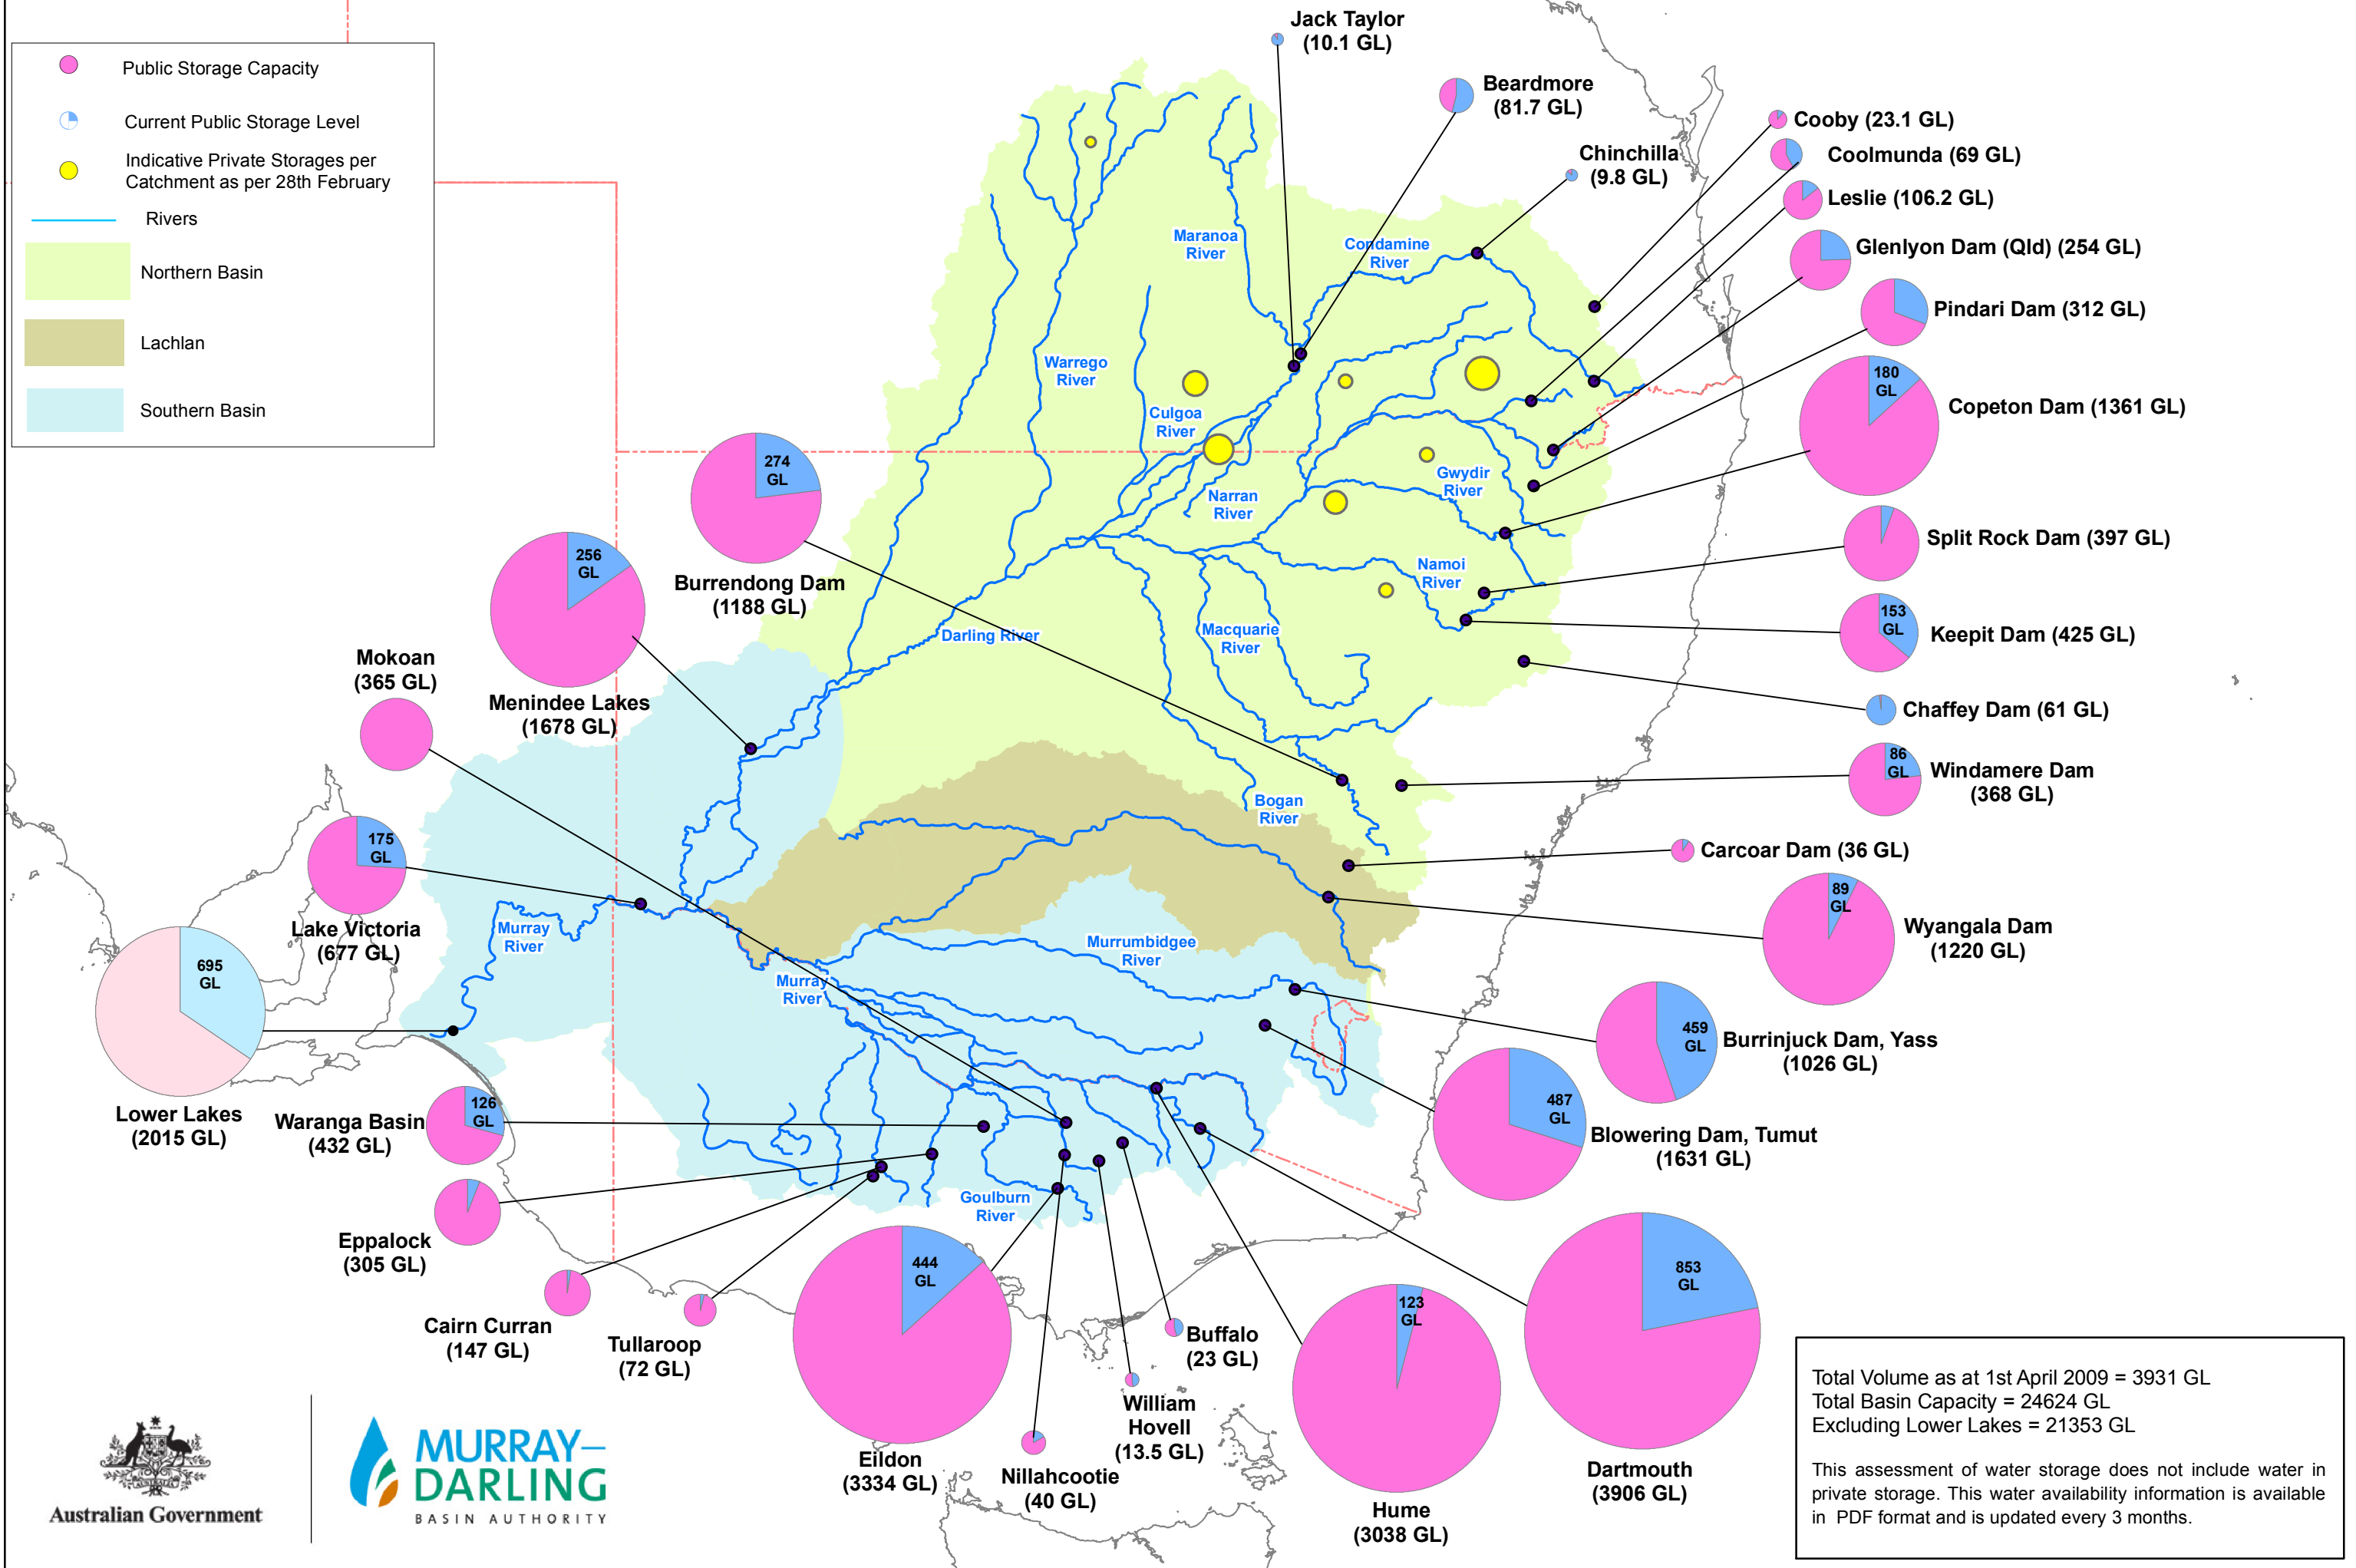 Public Storage Capacity
Current Public Storage Level
Indicative Private Storages per
Catchment as per 28th February
Rivers
Northern Basin
Lachlan
Southern Basin
Jack Taylor
(10.1 GL)
Beardmore
(81.7 GL)
Chinchilla
(9.8 GL)
Cooby (23.1 GL)
Coolmunda (69 GL)
Leslie (106.2 GL)
Glenlyon Dam (Qld) (254 GL)
Pindari Dam (312 GL)
180
GL
Copeton Dam (1361 GL)
Split Rock Dam (397 GL)
153
GL
Keepit Dam (425 GL)
Chaffey Dam (61 GL)
86
GL
Windamere Dam
(368 GL)
Carcoar Dam (36 GL)
89
GL
Wyangala Dam
(1220 GL)
459
GL
Burrinjuck Dam, Yass
(1026 GL)
487
GL
Blowering Dam, Tumut
(1631 GL)
853
GL
Dartmouth
(3906 GL)
123
GL
Hume
(3038 GL)
Buffalo
(23 GL)
William
Hovell
(13.5 GL)
Nillahcootie
(40 GL)
444
GL
Eildon
(3334 GL)
Tullaroop
(72 GL)
Cairn Curran
(147 GL)
Eppalock
(305 GL)
126
GL
Waranga Basin
(432 GL)
695
GL
Lower Lakes
(2015 GL)
175
GL
Lake Victoria
(677 GL)
Mokoan
(365 GL)
256
GL
Menindee Lakes
(1678 GL)
274
GL
Burrendong Dam
(1188 GL)
Maranoa
River
Condamine
River
Warrego
River
Culgoa
River
Narran
River
Gwydir
River
Namoi
River
Macquarie
River
Darling River
Bogan
River
Murray
River
Murrumbidgee
River
Murray
River
Goulburn
River
Australian Government
MURRAY–
DARLING
BASIN AUTHORITY
Total Volume as at 1st April 2009 = 3931 GL
Total Basin Capacity = 24624 GL
Excluding Lower Lakes = 21353 GL
This assessment of water storage does not include water in
private storage. This water availability information is available
in PDF format and is updated every 3 months.